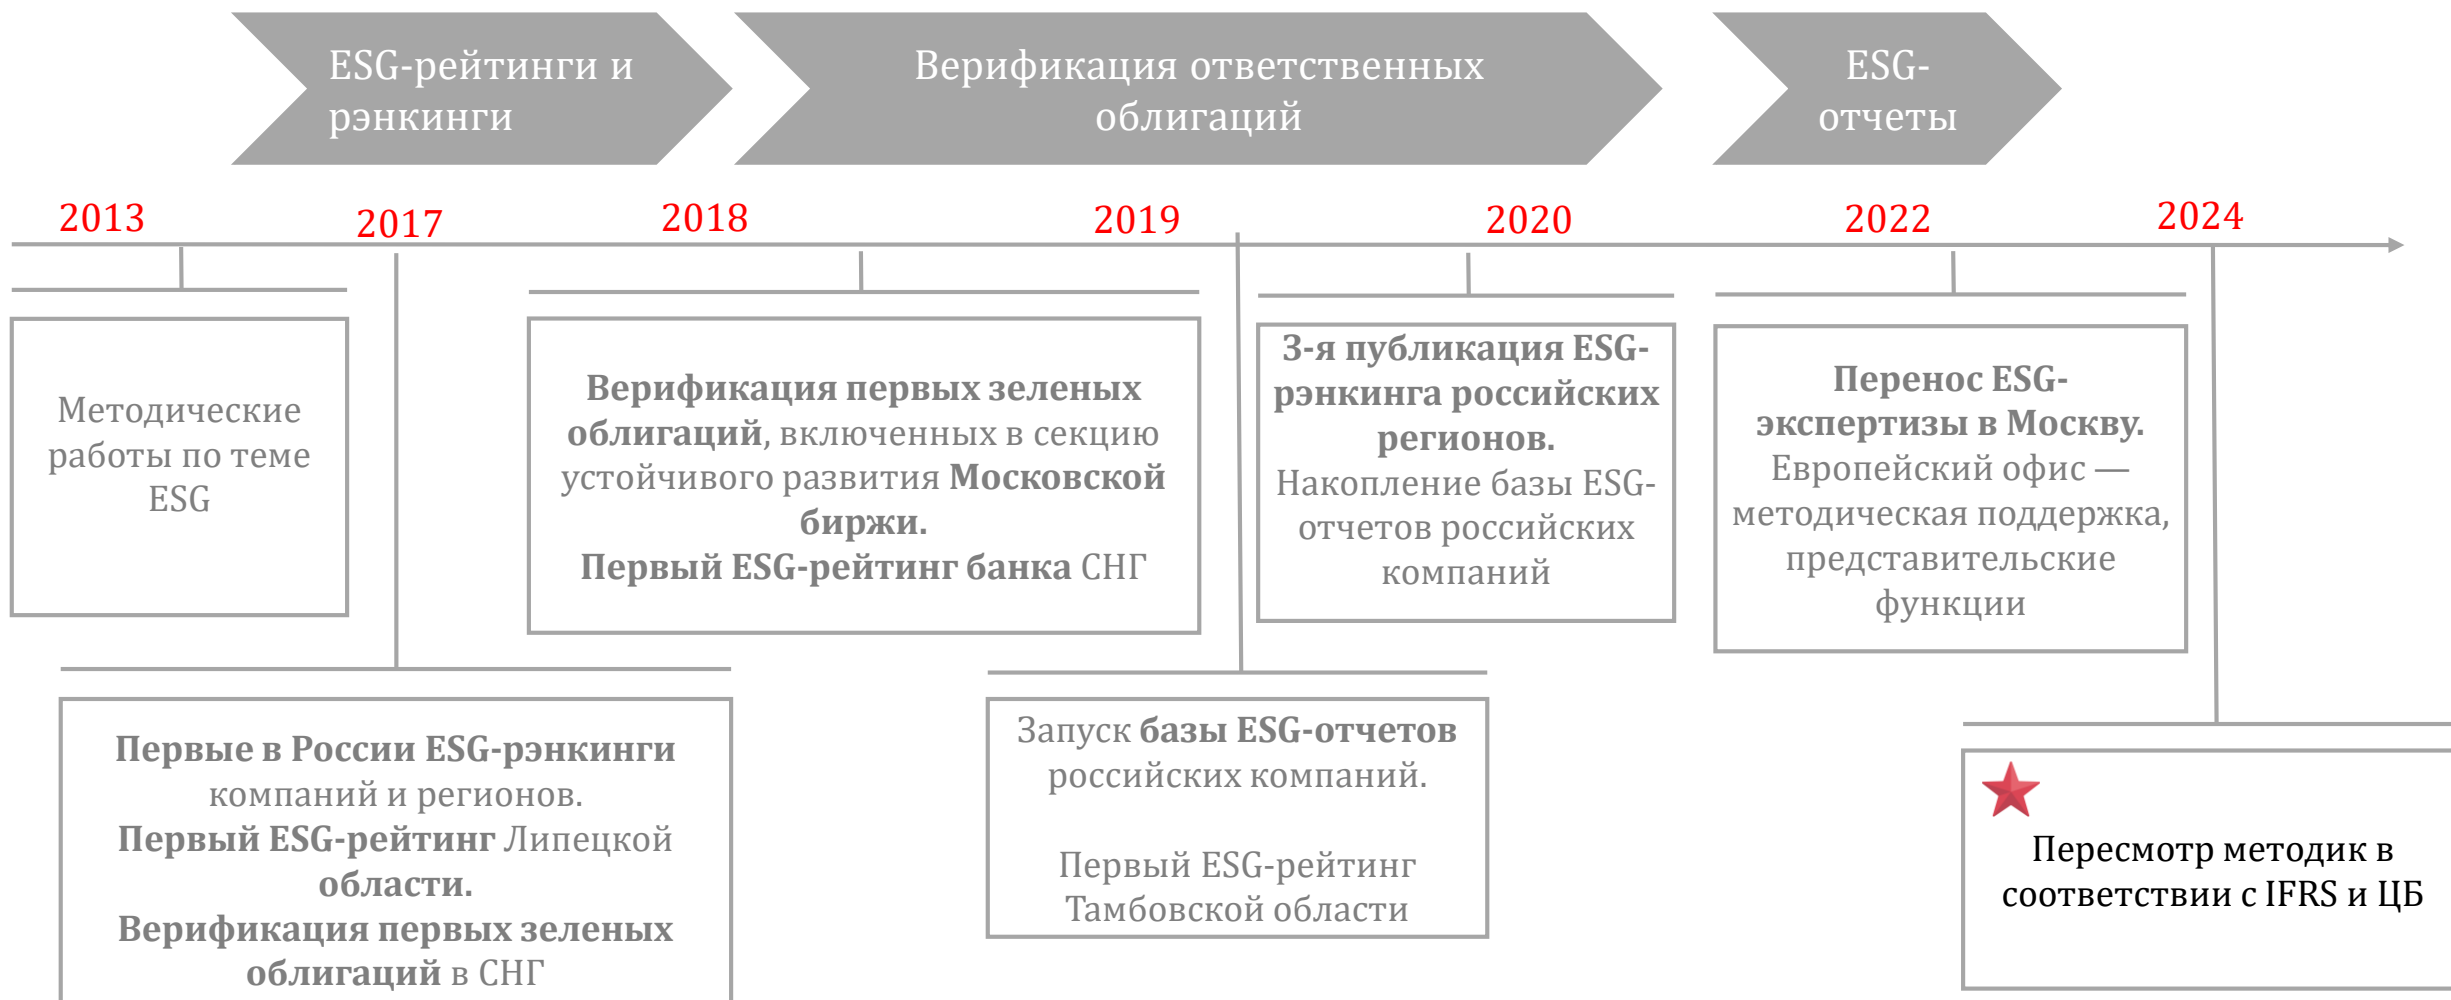 ESG-рейтинги и
рэнкинги
Верификация ответственных
облигаций
ESG-
отчеты
2013
2017
2018
2019
2020
2022
2024
Методические
работы по теме
ESG
Верификация первых зеленых
облигаций, включенных в секцию
устойчивого развития Московской
биржи.
Первый ESG-рейтинг банка СНГ
3-я публикация ESG-
рэнкинга российских
регионов.
Накопление базы ESG-
отчетов российских
компаний
Перенос ESG-
экспертизы в Москву.
Европейский офис —
методическая поддержка,
представительские
функции
Первые в России ESG-рэнкинги
компаний и регионов.
Первый ESG-рейтинг Липецкой
области.
Верификация первых зеленых
облигаций в СНГ
Запуск базы ESG-отчетов
российских компаний.
Первый ESG-рейтинг
Тамбовской области
Пересмотр методик в
соответствии с IFRS и ЦБ